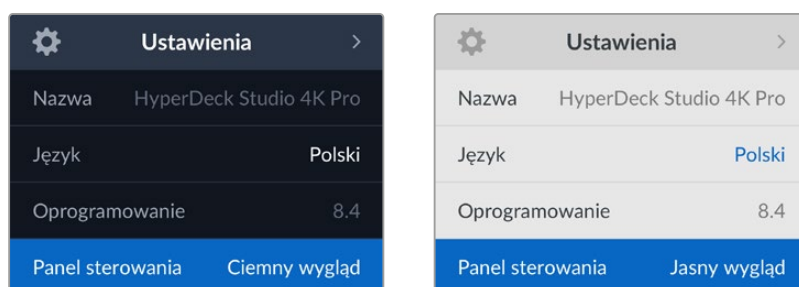 Ustawienia
Nazwa HyperDeck Studio 4K Pro
Język Polski
Oprogramowanie 8.4
Panel sterowania Ciemny wygląd
Ustawienia
Nazwa HyperDeck Studio 4K Pro
Język Polski
Oprogramowanie 8.4
Panel sterowania Jasny wygląd